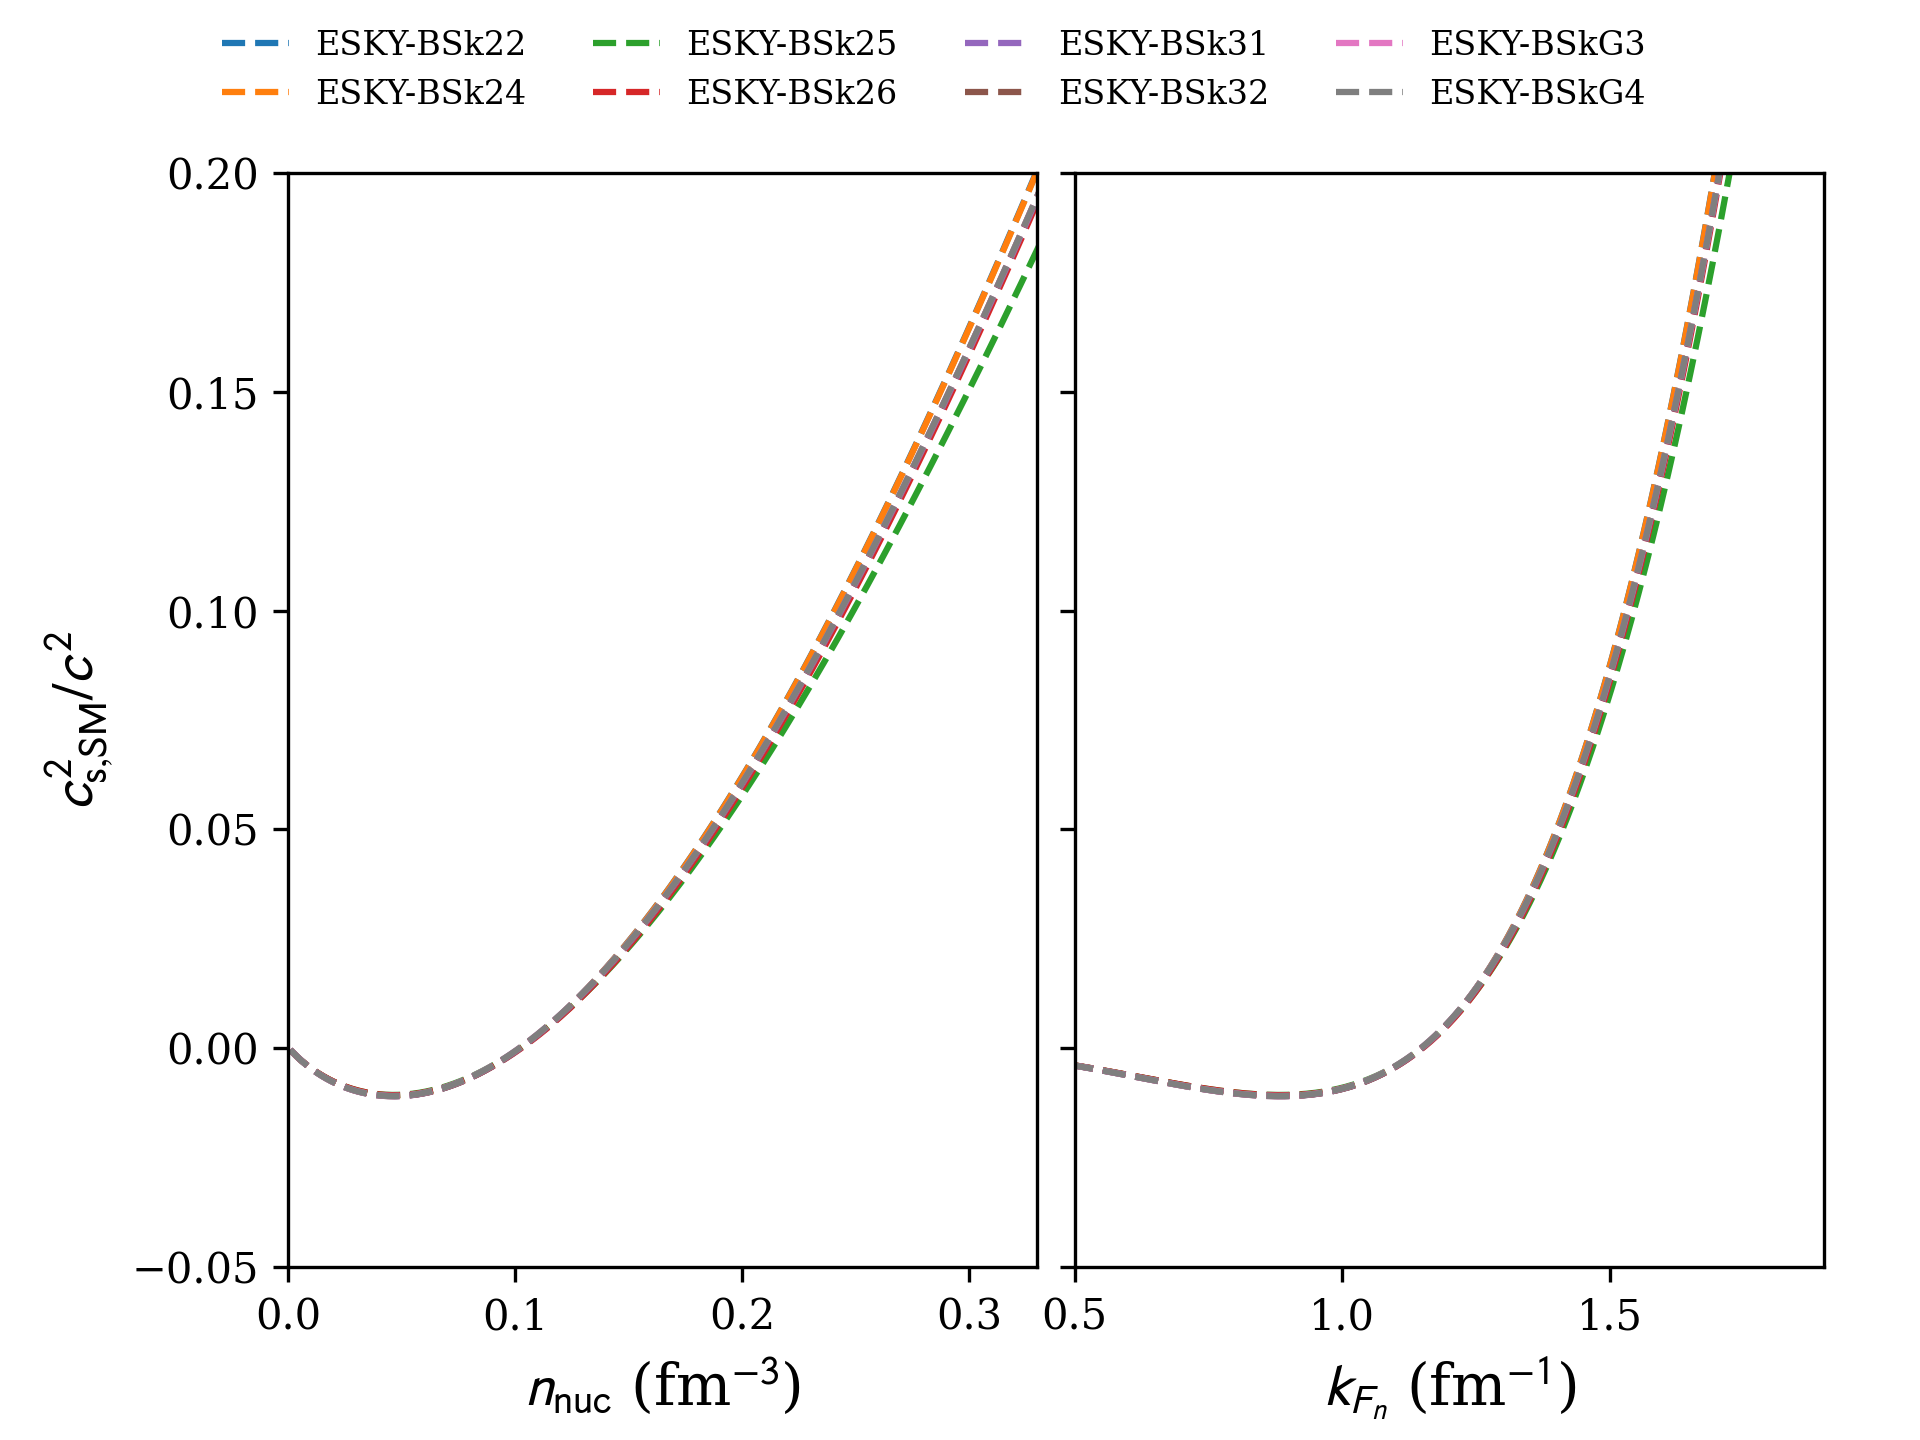 ESKY-BSk22 ESKY-BSk25 ESKY-BSk31 ESKY-BSkG3
ESKY-BSk24 ESKY-BSk26 ESKY-BSk32 ESKY-BSkG4
0.20
0.15
0.10
0.05
0.00
−0.05
c²s,SM/c²
0.0 0.1 0.2 0.3 0.5 1.0 1.5
nnuc (fm⁻³) kFn (fm⁻¹)